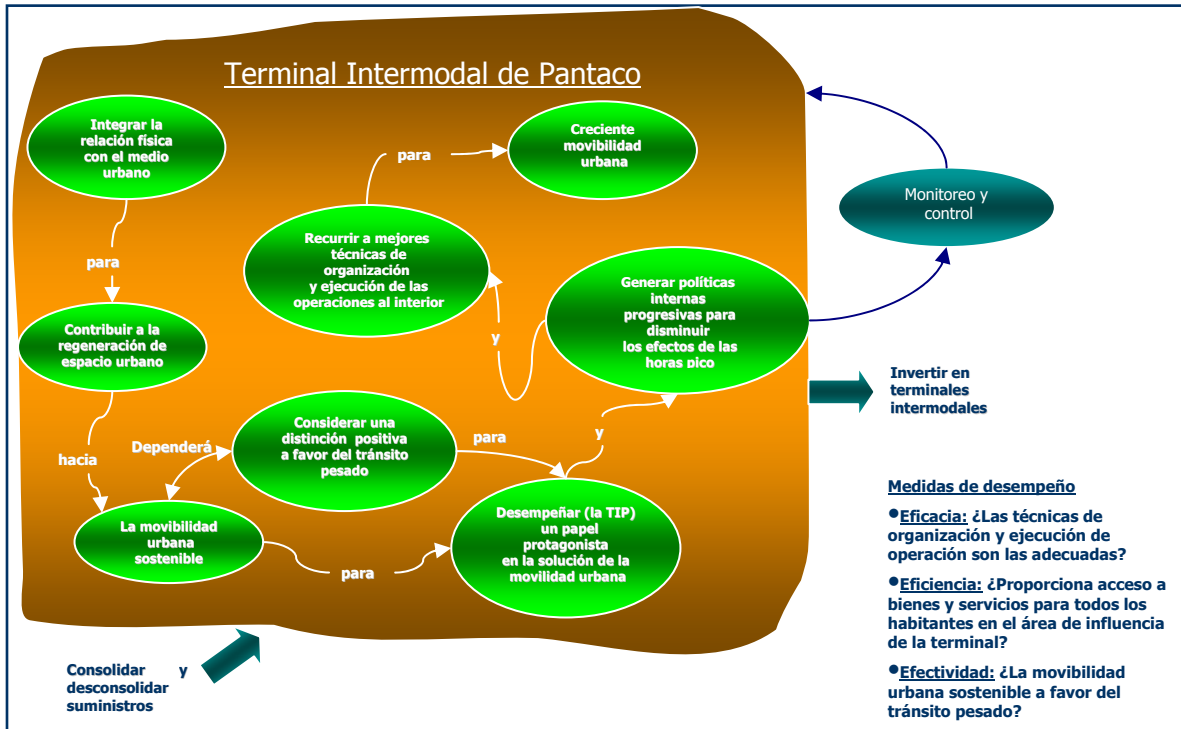 Terminal Intermodal de Pantaco
Integrar la
relación física
con el medio
urbano
para
Contribuir a la
regeneración de
espacio urbano
hacia
La movibilidad
urbana
sostenible
Dependerá
Considerar una
distinción positiva
a favor del tránsito
pesado
para
para
Desempeñar (la TIP)
un papel
protagonista
en la solución de la
movilidad urbana
y
Generar políticas
internas
progresivas para
disminuir
los efectos de las
horas pico
y
Recurrir a mejores
técnicas de
organización
y ejecución de las
operaciones al interior
para
Creciente
movibilidad
urbana
Monitoreo y
control
Invertir en
terminales
intermodales
Consolidar y
desconsolidar
suministros
Medidas de desempeño
•Eficacia: ¿Las técnicas de
organización y ejecución de
operación son las adecuadas?
•Eficiencia: ¿Proporciona acceso a
bienes y servicios para todos los
habitantes en el área de influencia
de la terminal?
•Efectividad: ¿La movibilidad
urbana sostenible a favor del
tránsito pesado?